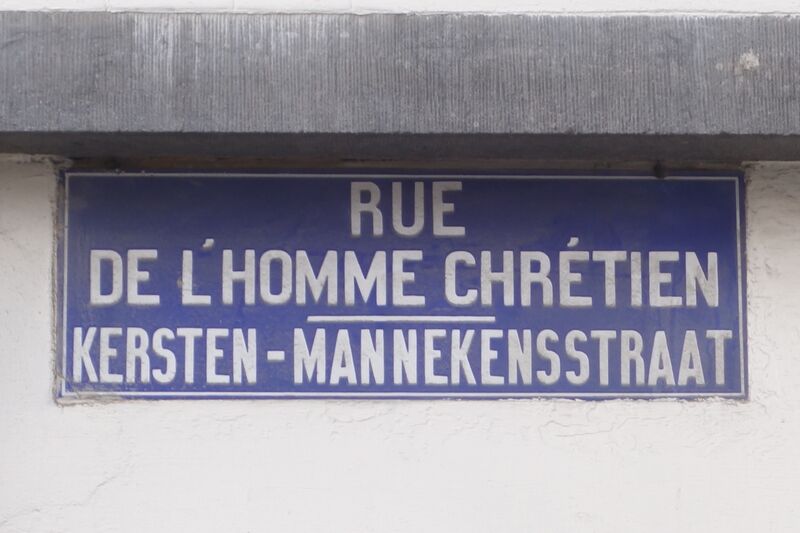 RUE
DE L'HOMME CHRÉTIEN
KERSTEN-MANNEKENSSTRAAT